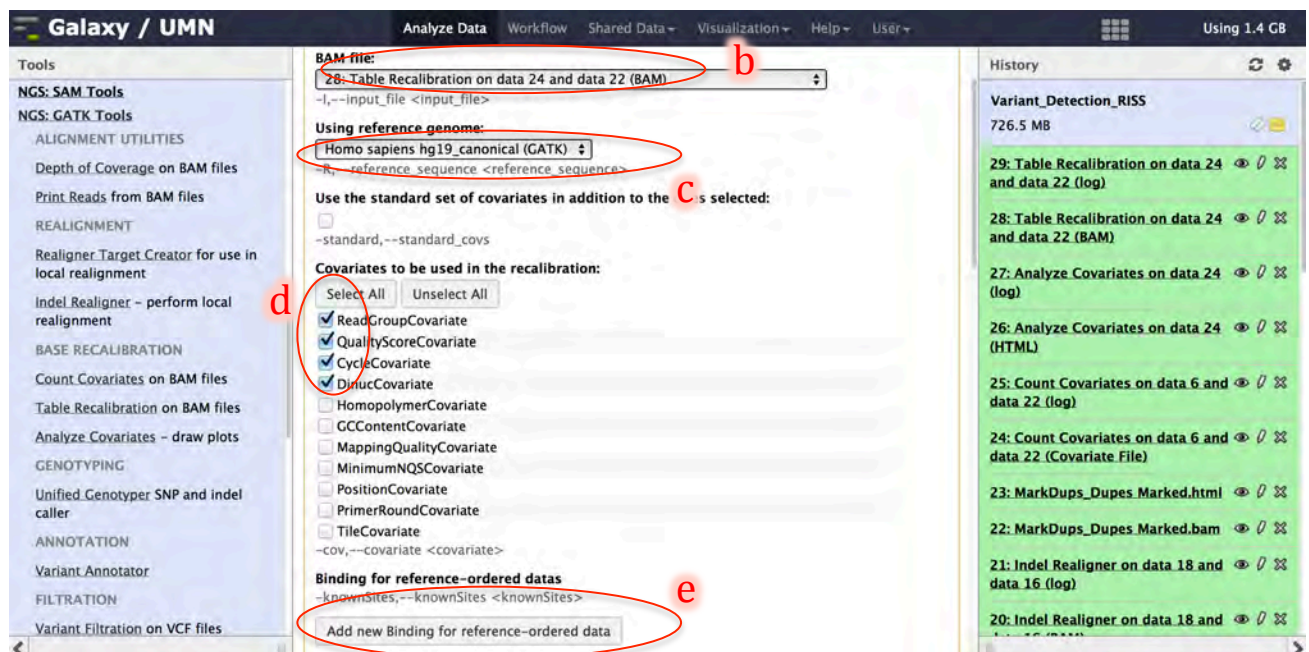 Galaxy / UMN
Analyze Data Workflow Shared Data Visualization Help User
Using 1.4 GB
Tools
NGS: SAM Tools
NGS: GATK Tools
ALIGNMENT UTILITIES
Depth of Coverage on BAM files
Print Reads from BAM files
REALIGNMENT
Realigner Target Creator for use in
local realignment
Indel Realigner - perform local
realignment
BASE RECALIBRATION
Count Covariates on BAM files
Table Recalibration on BAM files
Analyze Covariates - draw plots
GENOTYPING
Unified Genotyper SNP and indel
caller
ANNOTATION
Variant Annotator
FILTRATION
Variant Filtration on VCF files
BAM file:
b
28: Table Recalibration on data 24 and data 22 (BAM)
-I,--input_file <input_file>
Using reference genome:
Homo sapiens hg19_canonical (GATK)
-R,--reference_sequence <reference_sequence>
c
Use the standard set of covariates in addition to the s selected:
-standard,--standard_covs
Covariates to be used in the recalibration:
d
Select All Unselect All
ReadGroupCovariate
QualityScoreCovariate
CycleCovariate
DinucCovariate
HomopolymerCovariate
GCContentCovariate
MappingQualityCovariate
MinimumNQSCovariate
PositionCovariate
PrimerRoundCovariate
TileCovariate
-cov,--covariate <covariate>
Binding for reference-ordered datas
-knownSites,--knownSites <knownSites>
e
Add new Binding for reference-ordered data
History
Variant_Detection_RISS
726.5 MB
29: Table Recalibration on data 24
and data 22 (log)
28: Table Recalibration on data 24
and data 22 (BAM)
27: Analyze Covariates on data 24
(log)
26: Analyze Covariates on data 24
(HTML)
25: Count Covariates on data 6 and
data 22 (log)
24: Count Covariates on data 6 and
data 22 (Covariate File)
23: MarkDups_Dupes Marked.html
22: MarkDups_Dupes Marked.bam
21: Indel Realigner on data 18 and
data 16 (log)
20: Indel Realigner on data 18 and